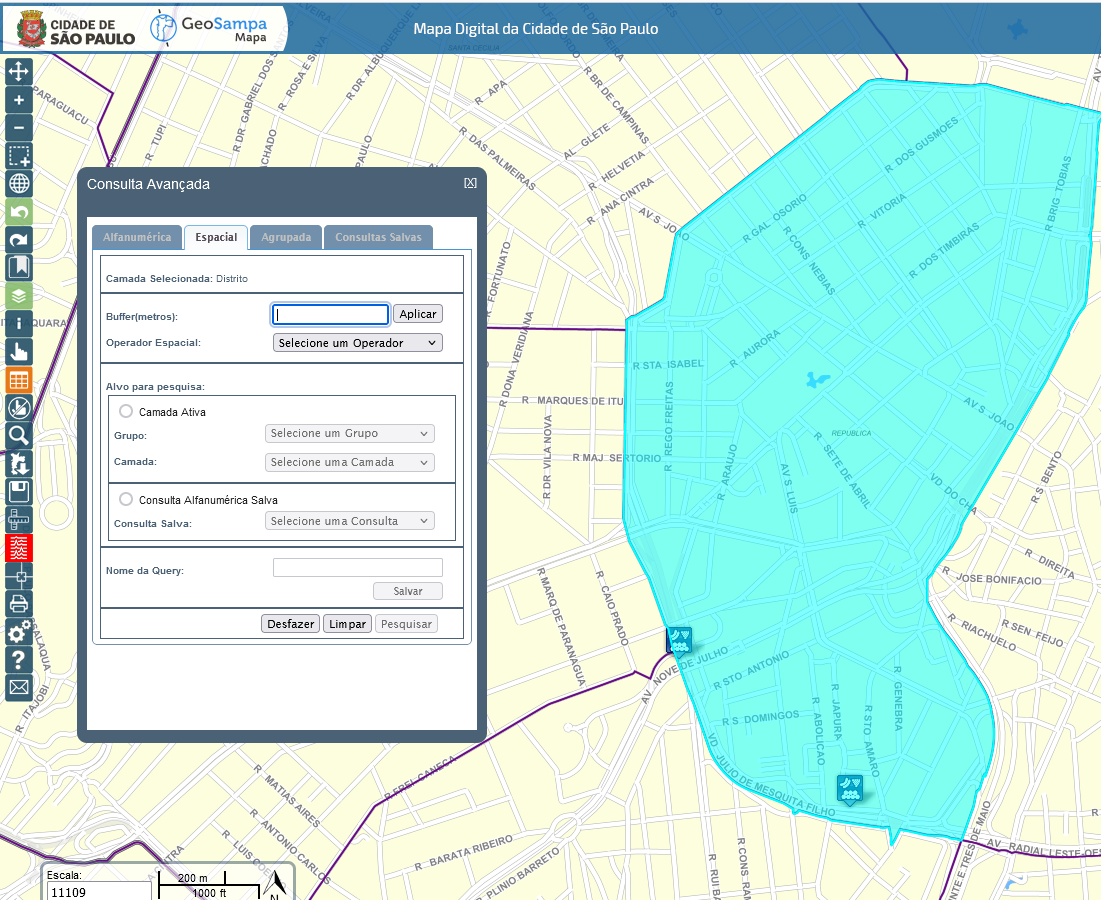 CIDADE DE
SÃO PAULO
GeoSampa
Mapa
Mapa Digital da Cidade de São Paulo
SANTA CECILIA
PARAGUACU
R TUPI
R DR GABRIEL DOS
R ROSA E SILVA
R DR ALBUQUERQUE
R APA
R BR DE CAMPINAS
AL GLETE
R DAS PALMEIRAS
R HELVETIA
R ANA CINTRA
AV S JOAO
R GAL OSORIO
R CONS NEBIAS
R VITORIA
R DOS GUSMOES
R DOS TIMBIRAS
R BRIG TOBIAS
Consulta Avançada
[X]
Alfanumérica
Espacial
Agrupada
Consultas Salvas
Camada Selecionada: Distrito
Buffer(metros):
Aplicar
Operador Espacial:
Selecione um Operador
Alvo para pesquisa:
Camada Ativa
Grupo:
Selecione um Grupo
Camada:
Selecione uma Camada
Consulta Alfanumérica Salva
Consulta Salva:
Selecione uma Consulta
Nome da Query:
Salvar
Desfazer
Limpar
Pesquisar
FORTUNATO
R DONA VERIDIANA
R MARQUES DE ITU
R DR VILA NOVA
R MAJ SERTORIO
R STA ISABEL
R REGO FREITAS
R AURORA
R ARAUJO
REPUBLICA
AV S LUIS
R SETE DE ABRIL
AV S JOAO
VD DO CHA
R S BENTO
R DIREITA
R JOSE BONIFACIO
R RIACHUELO
R SEN FEIJO
R MARQ DE PARANAGUA
R CAIO PRADO
AV NOVE DE JULHO
R STO ANTONIO
R S DOMINGOS
R JAPURA
R ABOLICAO
R STO AMARO
R GENEBRA
VD JULIO DE MESQUITA FILHO
R ITAJOBI
R FREI CANECA
R MATIAS AIRES
R ANTONIO CARLOS
R LUIS COELHO
R BARATA RIBEIRO
R PLINIO BARRETO
R RUI BA
R CONS RAM
AV RADIAL LESTE-OES
NTE E TRES DE MAIO
Escala:
11109
200 m
1000 ft
N